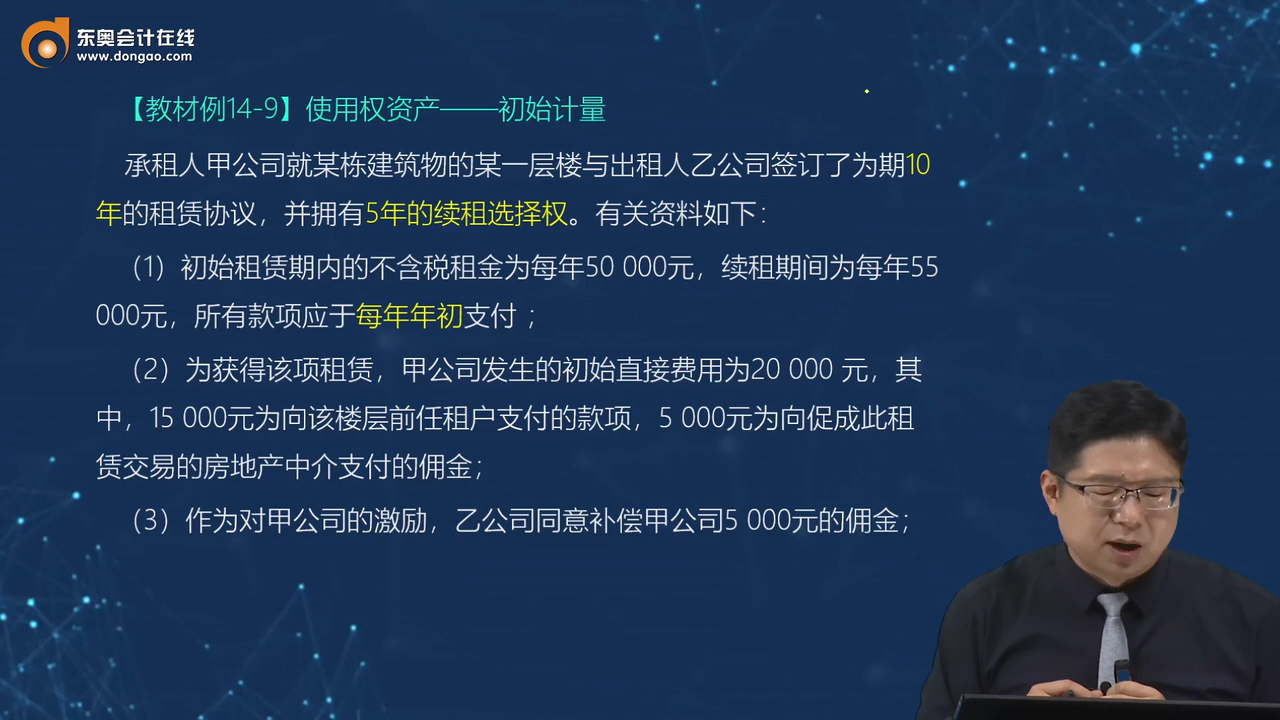 东奥会计在线
www.dongao.com
【教材例14-9】使用权资产——初始计量
承租人甲公司就某栋建筑物的某一层楼与出租人乙公司签订了为期10
年的租赁协议，并拥有5年的续租选择权。有关资料如下：
（1）初始租赁期内的不含税租金为每年50 000元，续租期间为每年55
000元，所有款项应于每年年初支付 ；
（2）为获得该项租赁，甲公司发生的初始直接费用为20 000 元，其
中，15 000元为向该楼层前任租户支付的款项，5 000元为向促成此租
赁交易的房地产中介支付的佣金；
（3）作为对甲公司的激励，乙公司同意补偿甲公司5 000元的佣金；